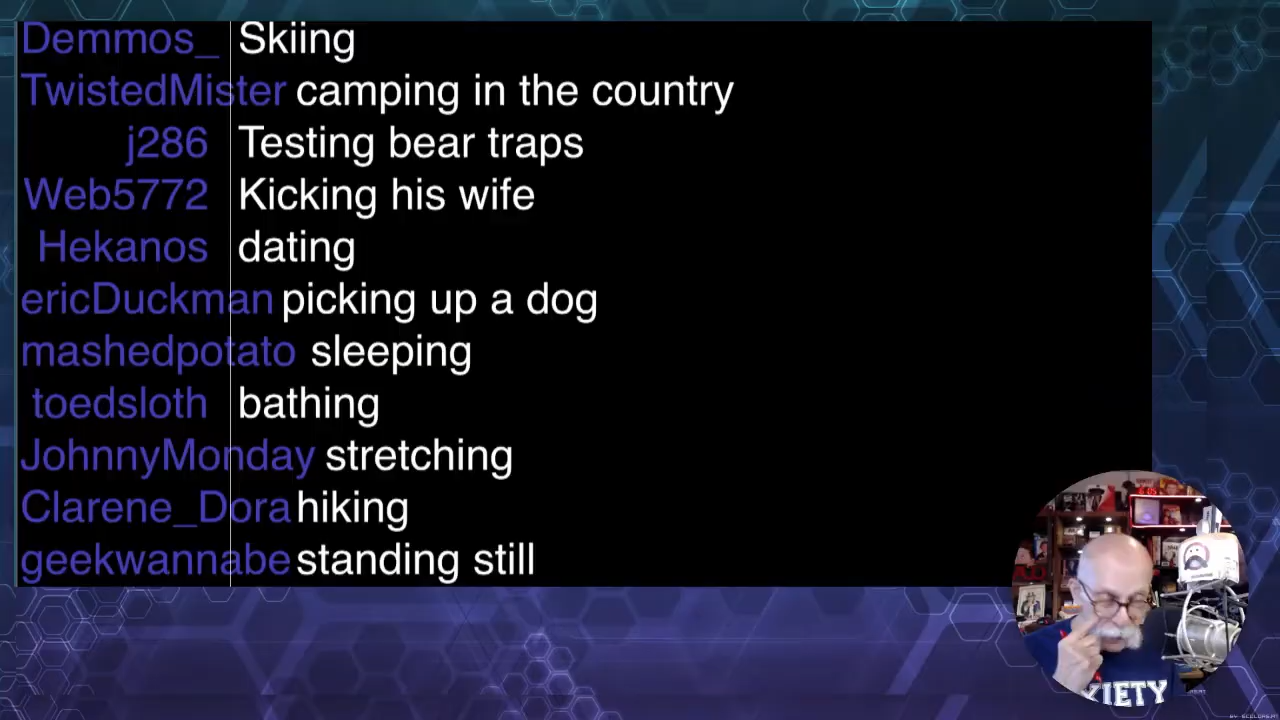 Demmos_ Skiing
TwistedMister camping in the country
j286 Testing bear traps
Web5772 Kicking his wife
Hekanos dating
ericDuckman picking up a dog
mashedpotato sleeping
toedsloth bathing
JohnnyMonday stretching
Clarene_Dora hiking
geekwannabe standing still
XIETY